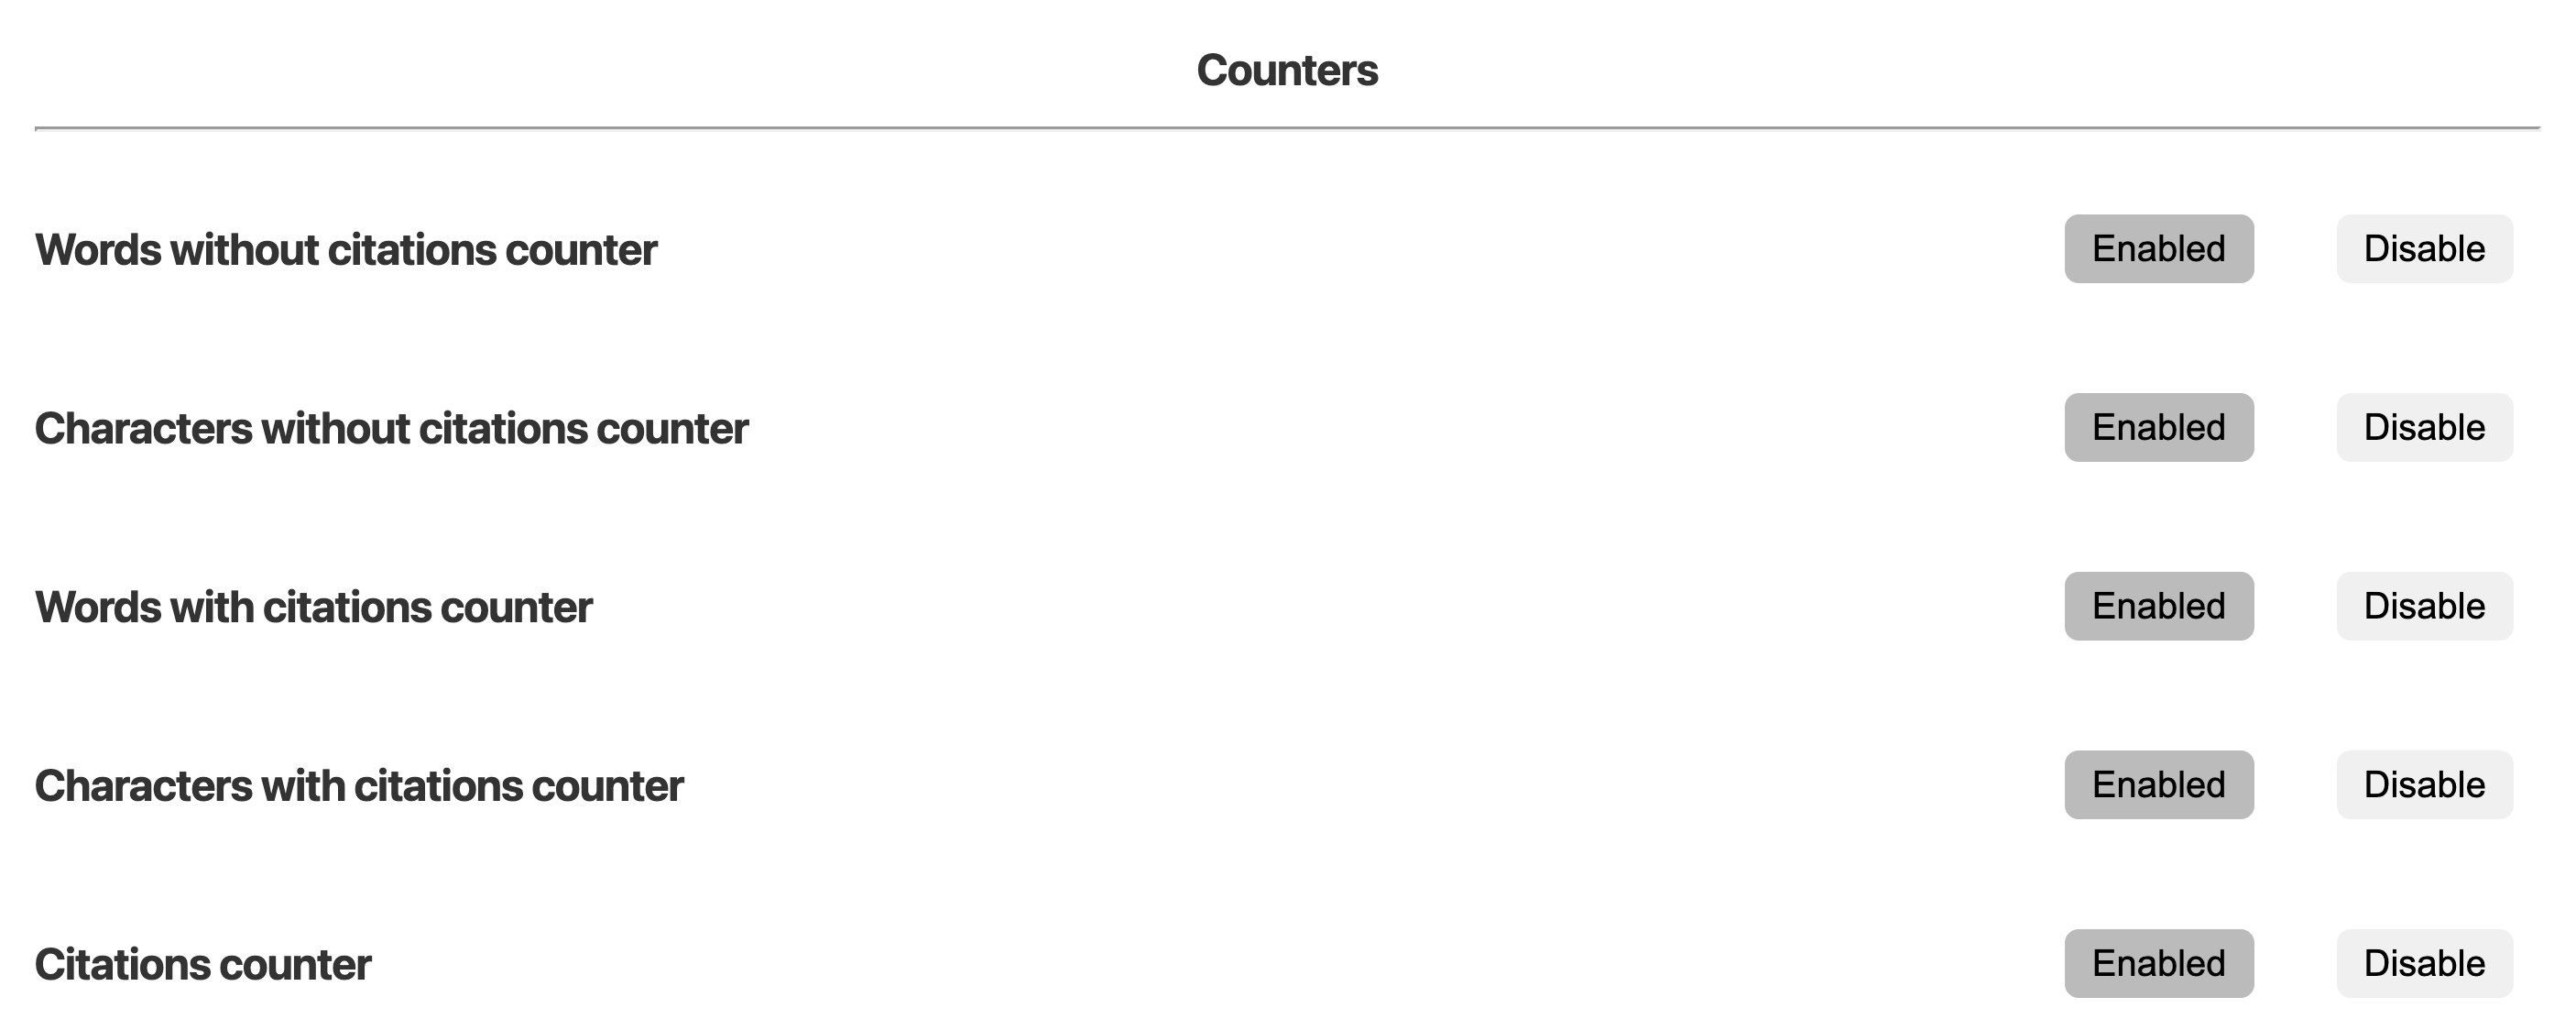 Counters
Words without citations counter Enabled Disable
Characters without citations counter Enabled Disable
Words with citations counter Enabled Disable
Characters with citations counter Enabled Disable
Citations counter Enabled Disable